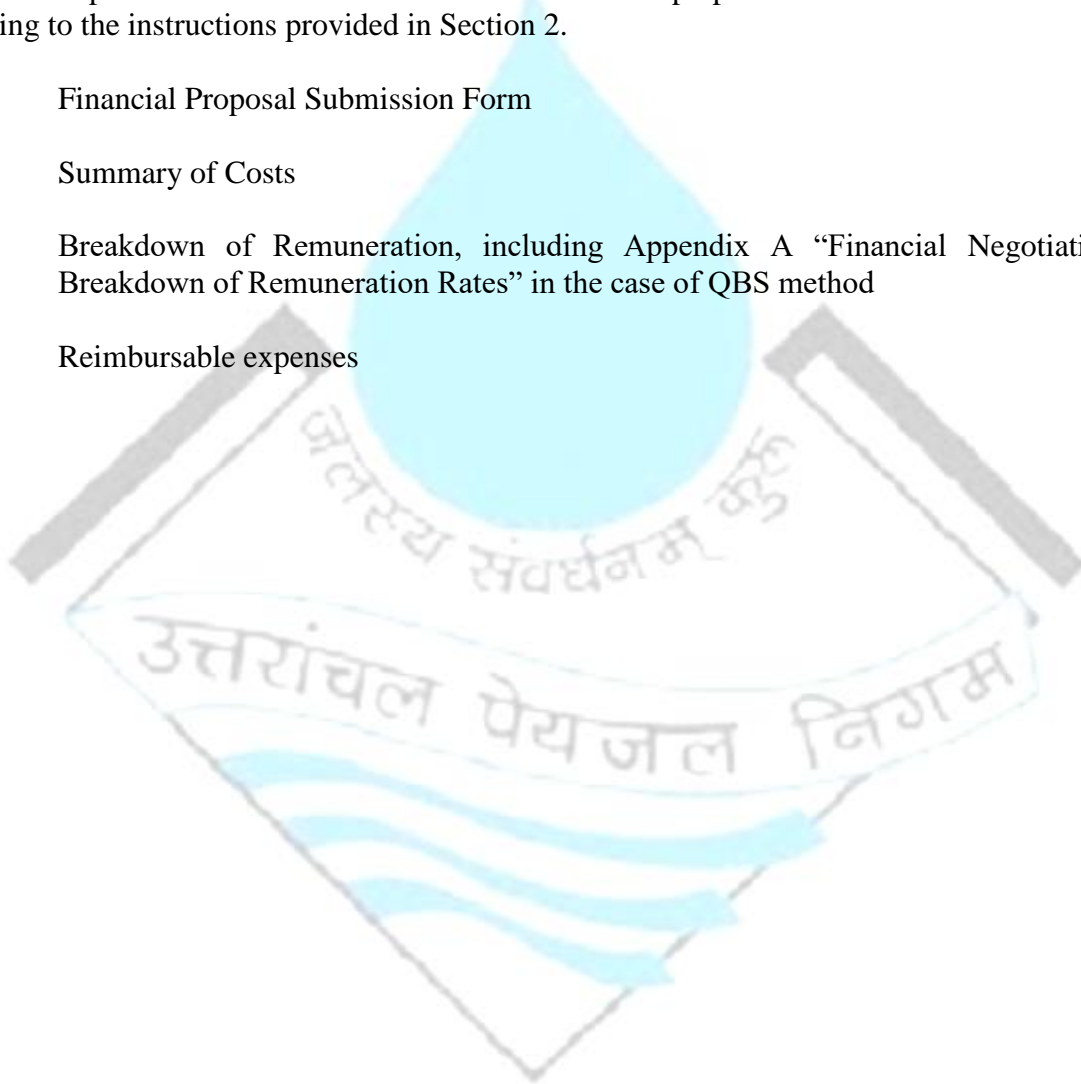 ing to the instructions provided in Section 2.
Financial Proposal Submission Form
Summary of Costs
Breakdown of Remuneration, including Appendix A “Financial Negotiati
Breakdown of Remuneration Rates” in the case of QBS method
Reimbursable expenses
जलस्य संवर्धनम् कुरु
उत्तरांचल पेयजल निगम